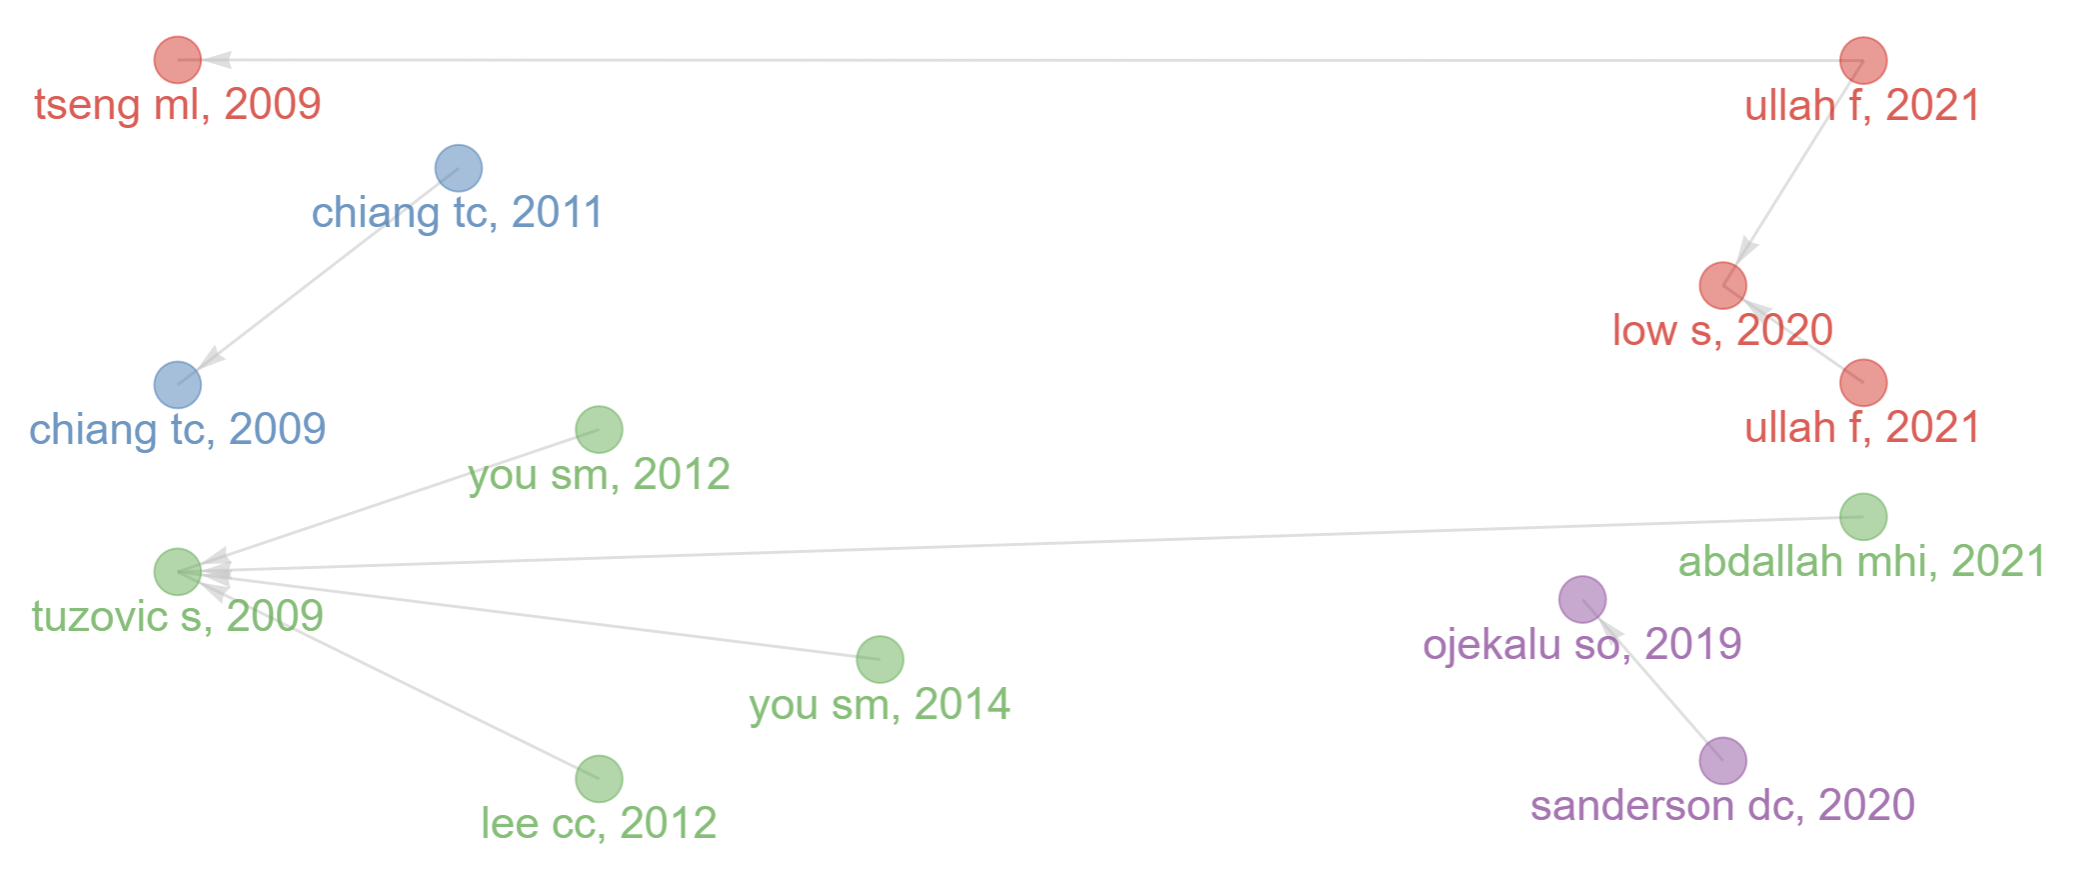 tseng ml, 2009
ullah f, 2021
chiang tc, 2011
low s, 2020
chiang tc, 2009
ullah f, 2021
you sm, 2012
abdallah mhi, 2021
tuzovic s, 2009
ojekalu so, 2019
you sm, 2014
sanderson dc, 2020
lee cc, 2012